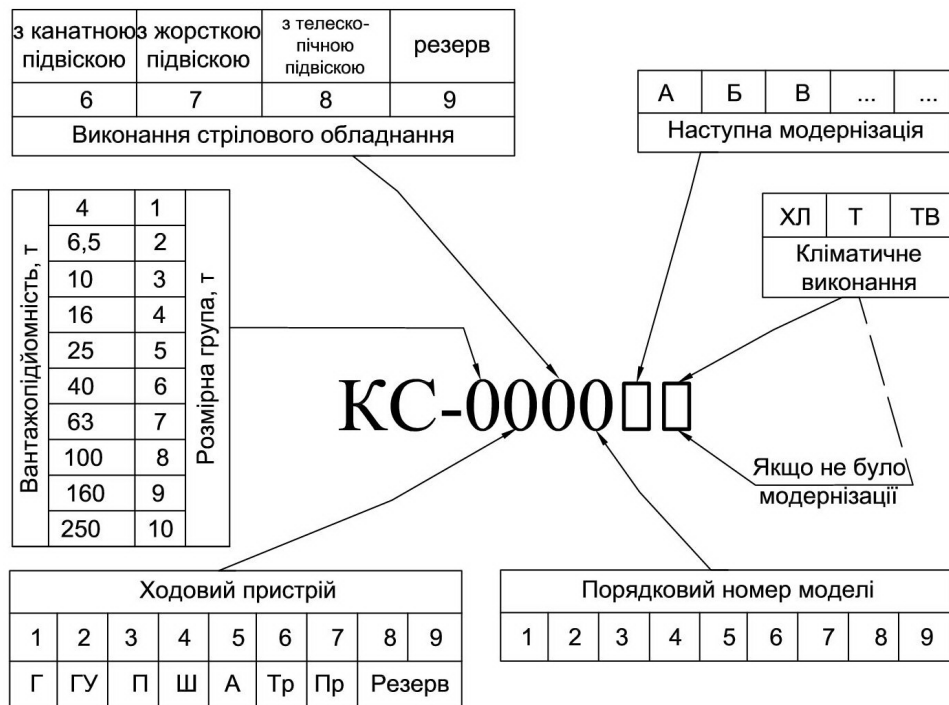 з канатною підвіскою з жорсткою підвіскою з телеско-пічною підвіскою резерв
6 7 8 9
Виконання стрілового обладнання
А Б В ... ...
Наступна модернізація
ХЛ Т ТВ
Кліматичне
виконання
Вантажопідйомність, т
Розмірна група, т
4 1
6,5 2
10 3
16 4
25 5
40 6
63 7
100 8
160 9
250 10
КС-0000
Якщо не було
модернізації
Ходовий пристрій
1 2 3 4 5 6 7 8 9
Г ГУ П Ш А Тр Пр Резерв
Порядковий номер моделі
1 2 3 4 5 6 7 8 9